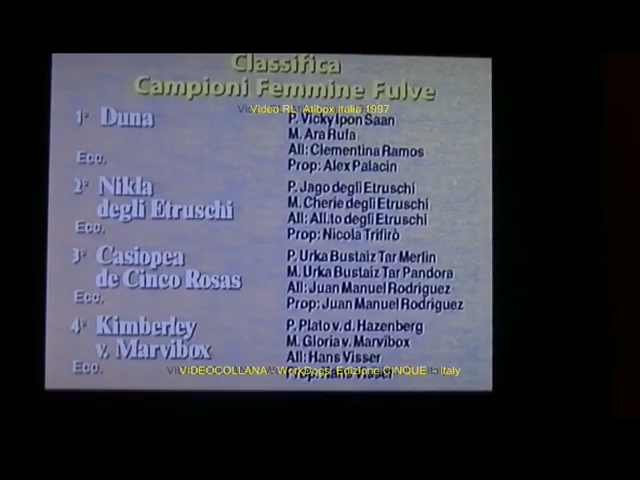 Classifica
Campioni Femmine Fulve
Video RL Atibox Italia 1997
1° Duna
Ecc.
P. Vicky Ipon Saan
M. Ara Rufa
All: Clementina Ramos
Prop: Alex Palacin
2° Nikla
degli Etruschi
Ecc.
P. Jago degli Etruschi
M. Cherie degli Etruschi
All: All.to degli Etruschi
Prop: Nicola Trifirò
3° Casiopea
de Cinco Rosas
Ecc.
P. Urka Bustaiz Tar Merlin
M. Urka Bustaiz Tar Pandora
All: Juan Manuel Rodriguez
Prop: Juan Manuel Rodriguez
4° Kimberley
v. Marvibox
Ecc.
P. Plato v. d. Hazenberg
M. Gloria v. Marvibox
All: Hans Visser
Prop: Hans Visser
VIDEOCOLLANA - WorkDogs Edizione CINQUE - Italy